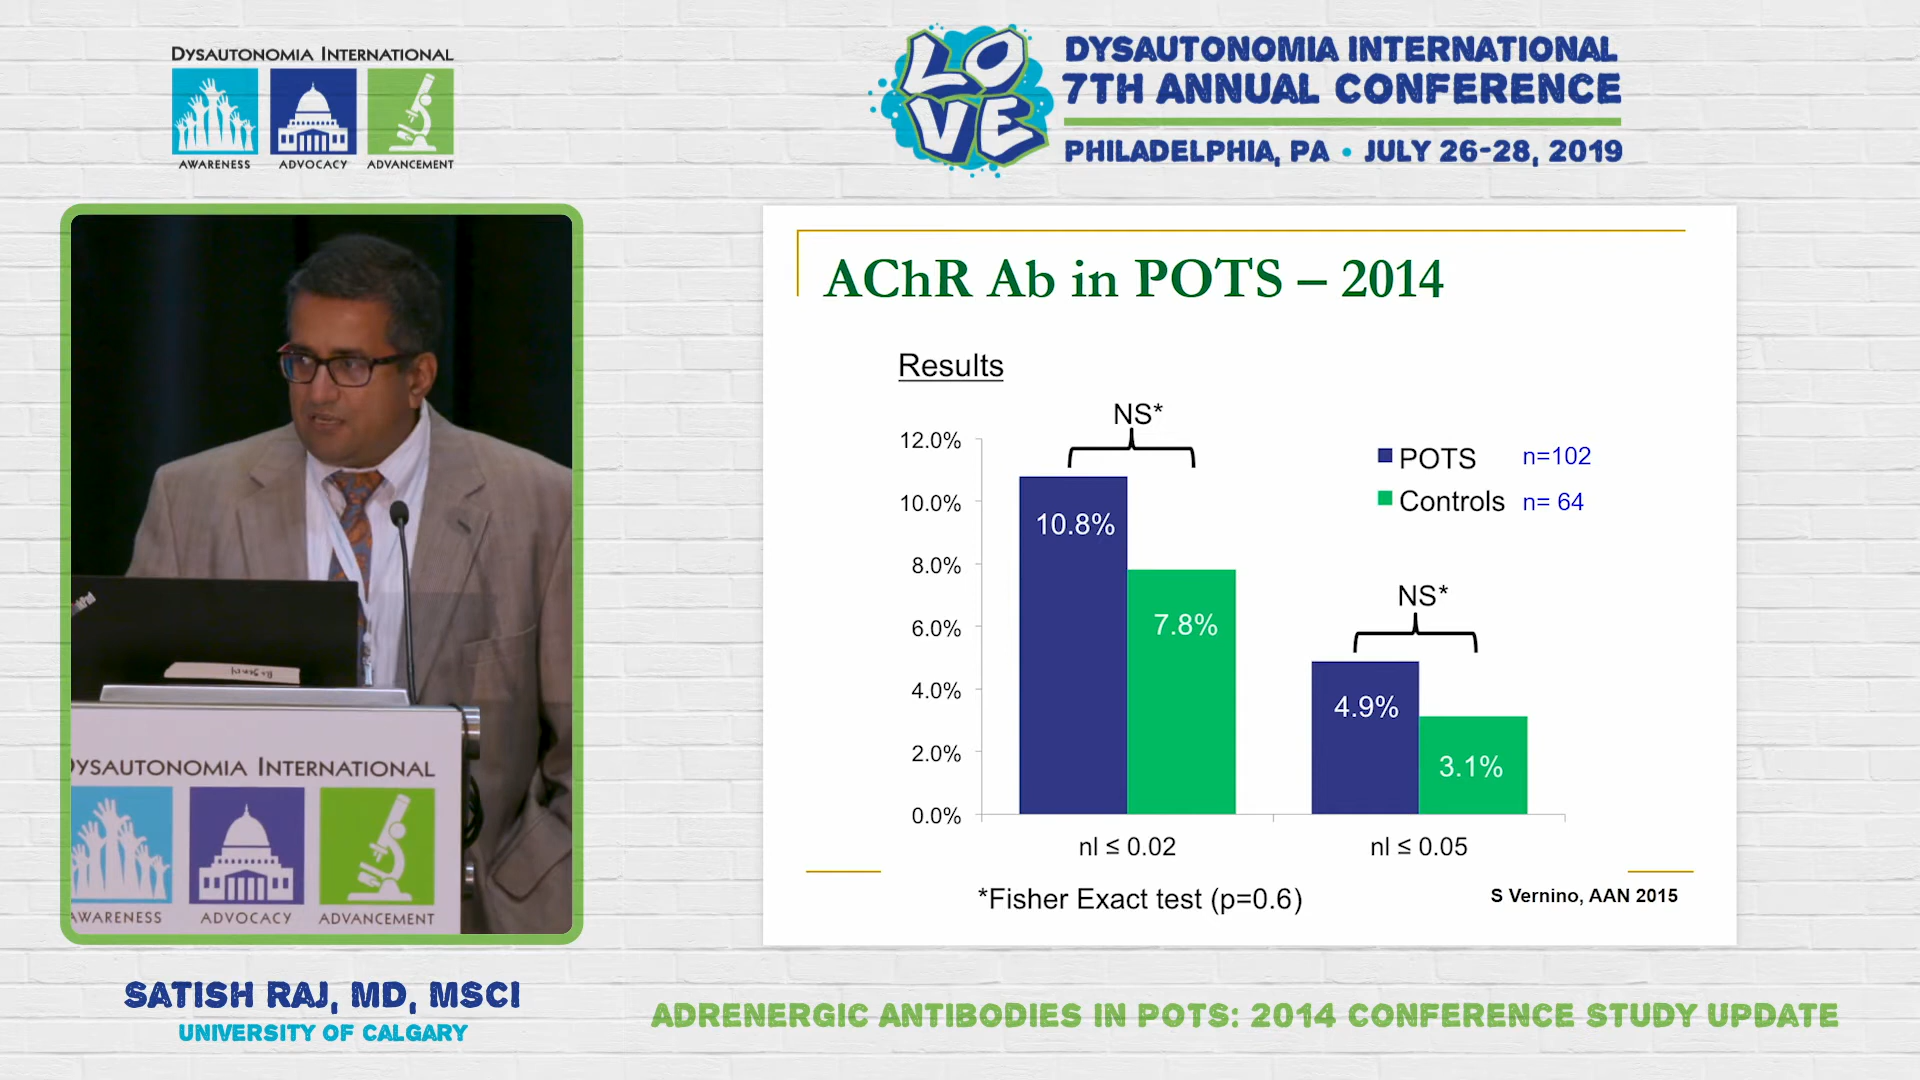 DYSAUTONOMIA INTERNATIONAL
AWARENESS ADVOCACY ADVANCEMENT
LOVE
DYSAUTONOMIA INTERNATIONAL
7TH ANNUAL CONFERENCE
PHILADELPHIA, PA • JULY 26-28, 2019
AChR Ab in POTS – 2014
Results
NS*
12.0%
10.0%
8.0%
6.0%
4.0%
2.0%
0.0%
10.8%
7.8%
POTS n=102
Controls n= 64
NS*
4.9%
3.1%
nl ≤ 0.02
nl ≤ 0.05
*Fisher Exact test (p=0.6)
S Vernino, AAN 2015
YSAUTONOMIA INTERNATIONAL
AWARENESS ADVOCACY ADVANCEMENT
SATISH RAJ, MD, MSCI
UNIVERSITY OF CALGARY
ADRENERGIC ANTIBODIES IN POTS: 2014 CONFERENCE STUDY UPDATE